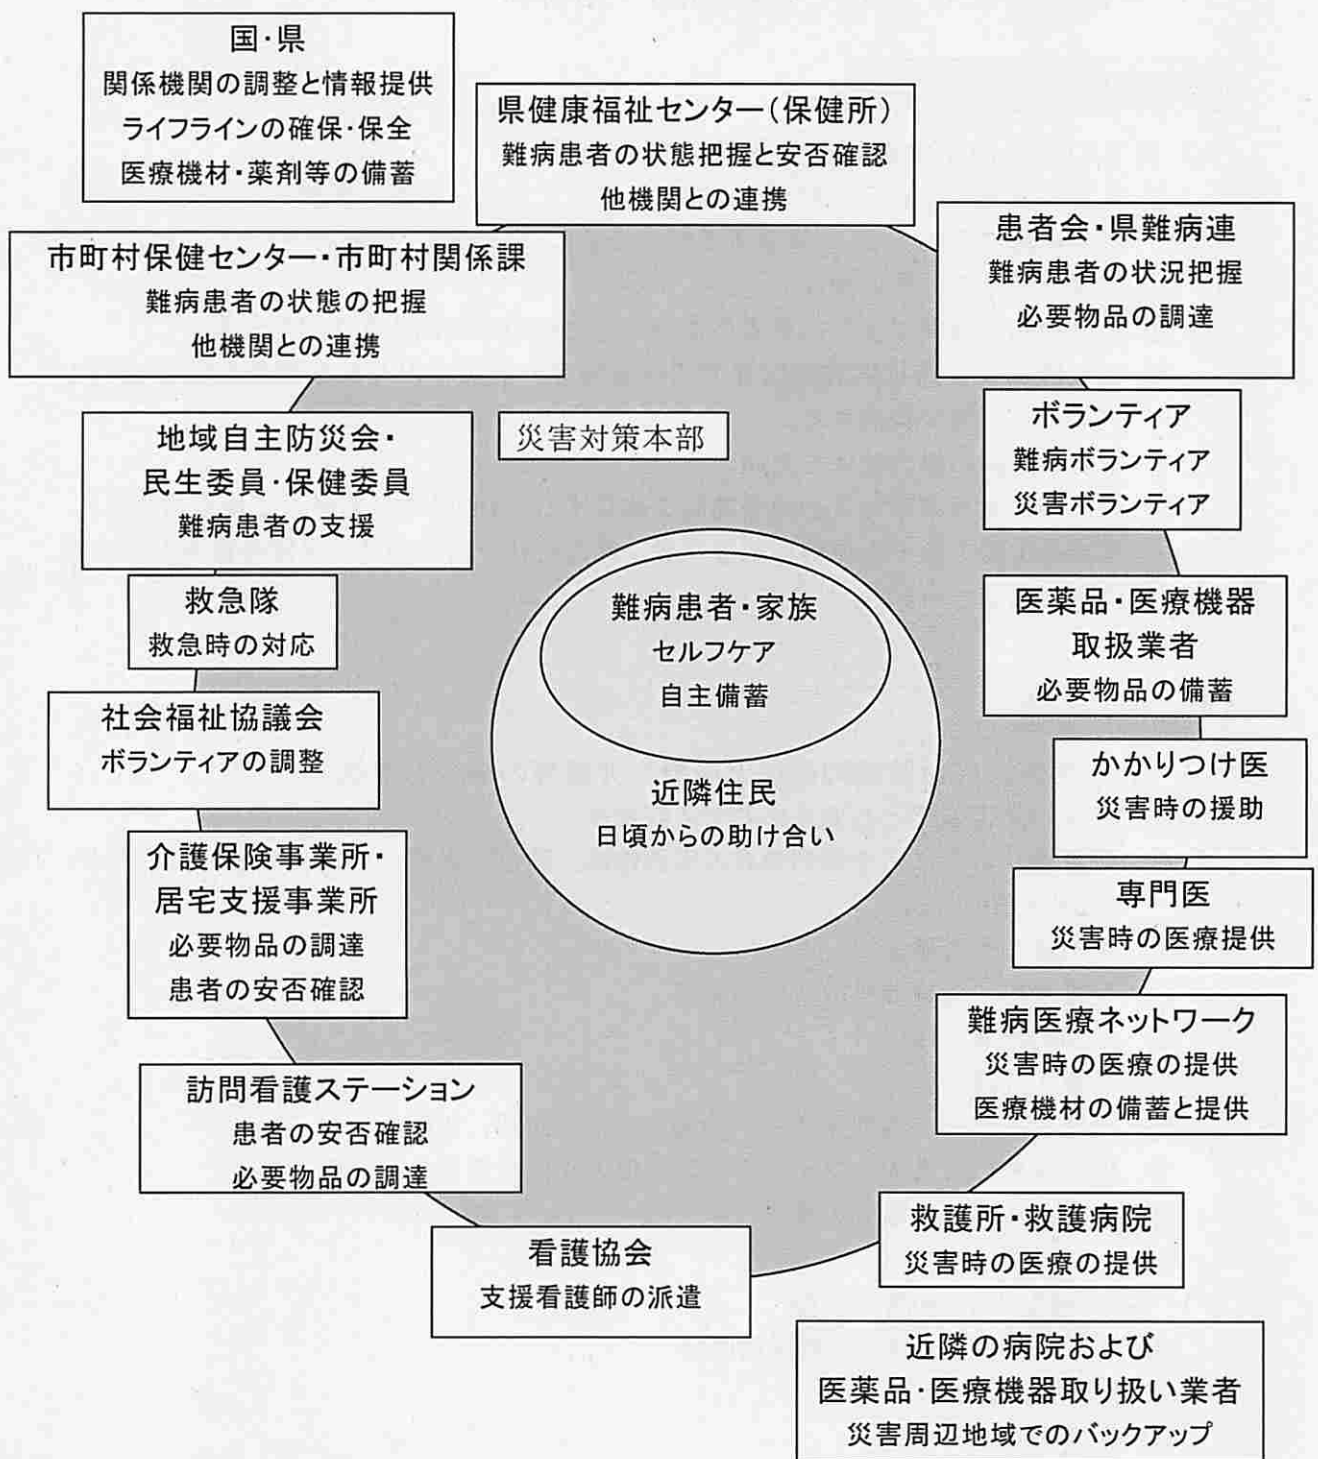 国・県
関係機関の調整と情報提供
ライフラインの確保・保全
医療機材・薬剤等の備蓄
県健康福祉センター(保健所)
難病患者の状態把握と安否確認
他機関との連携
市町村保健センター・市町村関係課
難病患者の状態の把握
他機関との連携
患者会・県難病連
難病患者の状況把握
必要物品の調達
地域自主防災会・
民生委員・保健委員
難病患者の支援
災害対策本部
ボランティア
難病ボランティア
災害ボランティア
救急隊
救急時の対応
難病患者・家族
セルフケア
自主備蓄
医薬品・医療機器
取扱業者
必要物品の備蓄
社会福祉協議会
ボランティアの調整
近隣住民
日頃からの助け合い
かかりつけ医
災害時の援助
介護保険事業所・
居宅支援事業所
必要物品の調達
患者の安否確認
専門医
災害時の医療提供
難病医療ネットワーク
災害時の医療の提供
医療機材の備蓄と提供
訪問看護ステーション
患者の安否確認
必要物品の調達
救護所・救護病院
災害時の医療の提供
看護協会
支援看護師の派遣
近隣の病院および
医薬品・医療機器取り扱い業者
災害周辺地域でのバックアップ